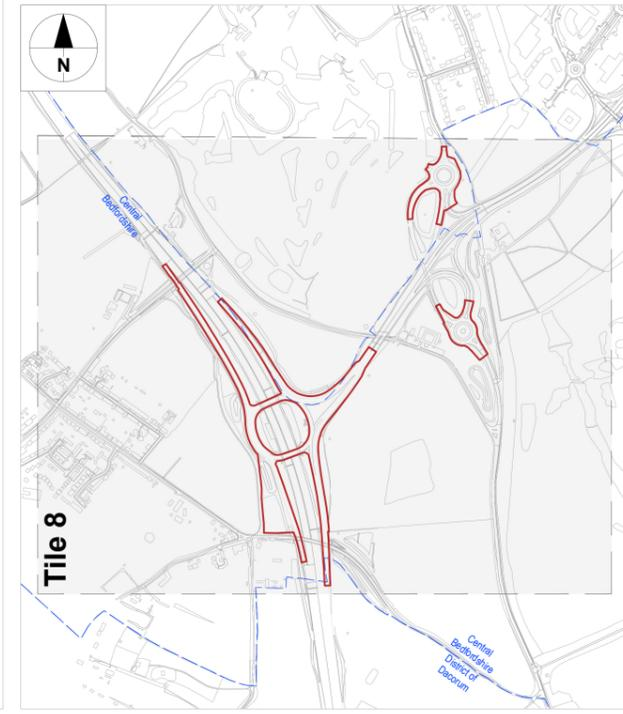 N
Central
Bedfordshire
Tile 8
Central
Bedfordshire
District of
Dacorum